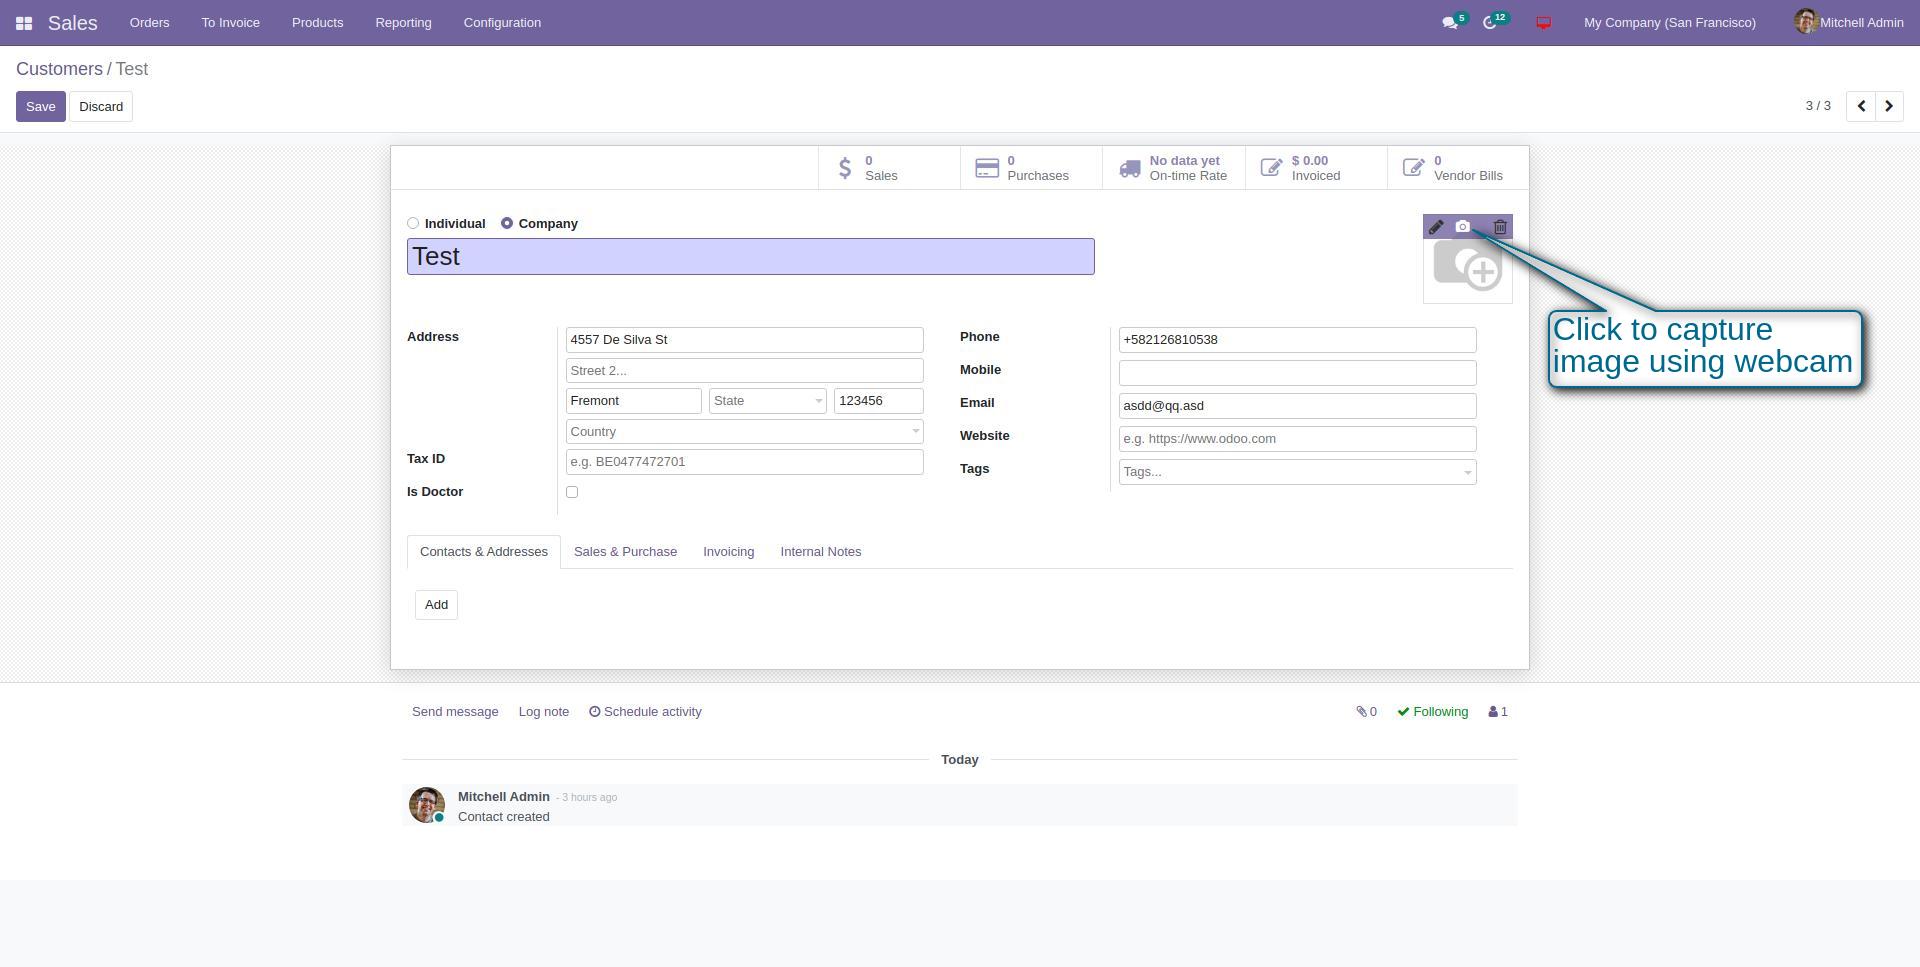 Sales Orders To Invoice Products Reporting Configuration 5 12 My Company (San Francisco) Mitchell Admin
Customers / Test
Save Discard 3 / 3
0
Sales
0
Purchases
No data yet
On-time Rate
$ 0.00
Invoiced
0
Vendor Bills
Individual Company
Test
Click to capture
image using webcam
Address 4557 De Silva St
Street 2...
Fremont State 123456
Country
Tax ID e.g. BE0477472701
Is Doctor
Phone +582126810538
Mobile
Email asdd@qq.asd
Website e.g. https://www.odoo.com
Tags Tags...
Contacts & Addresses Sales & Purchase Invoicing Internal Notes
Add
Send message Log note Schedule activity 0 Following 1
Today
Mitchell Admin - 3 hours ago
Contact created